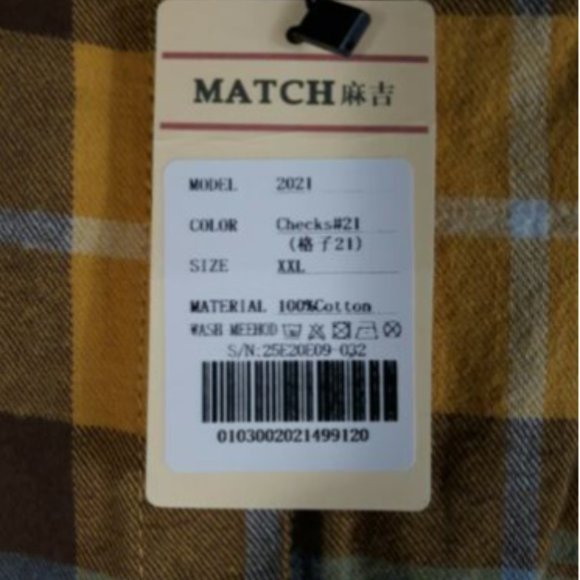 MATCH麻吉
MODEL 2021
COLOR Checks#21
(格子21)
SIZE XXL
MATERIAL 100%Cotton
WASH MEEHOD
S/N:25E20E09-032
0103002021499120